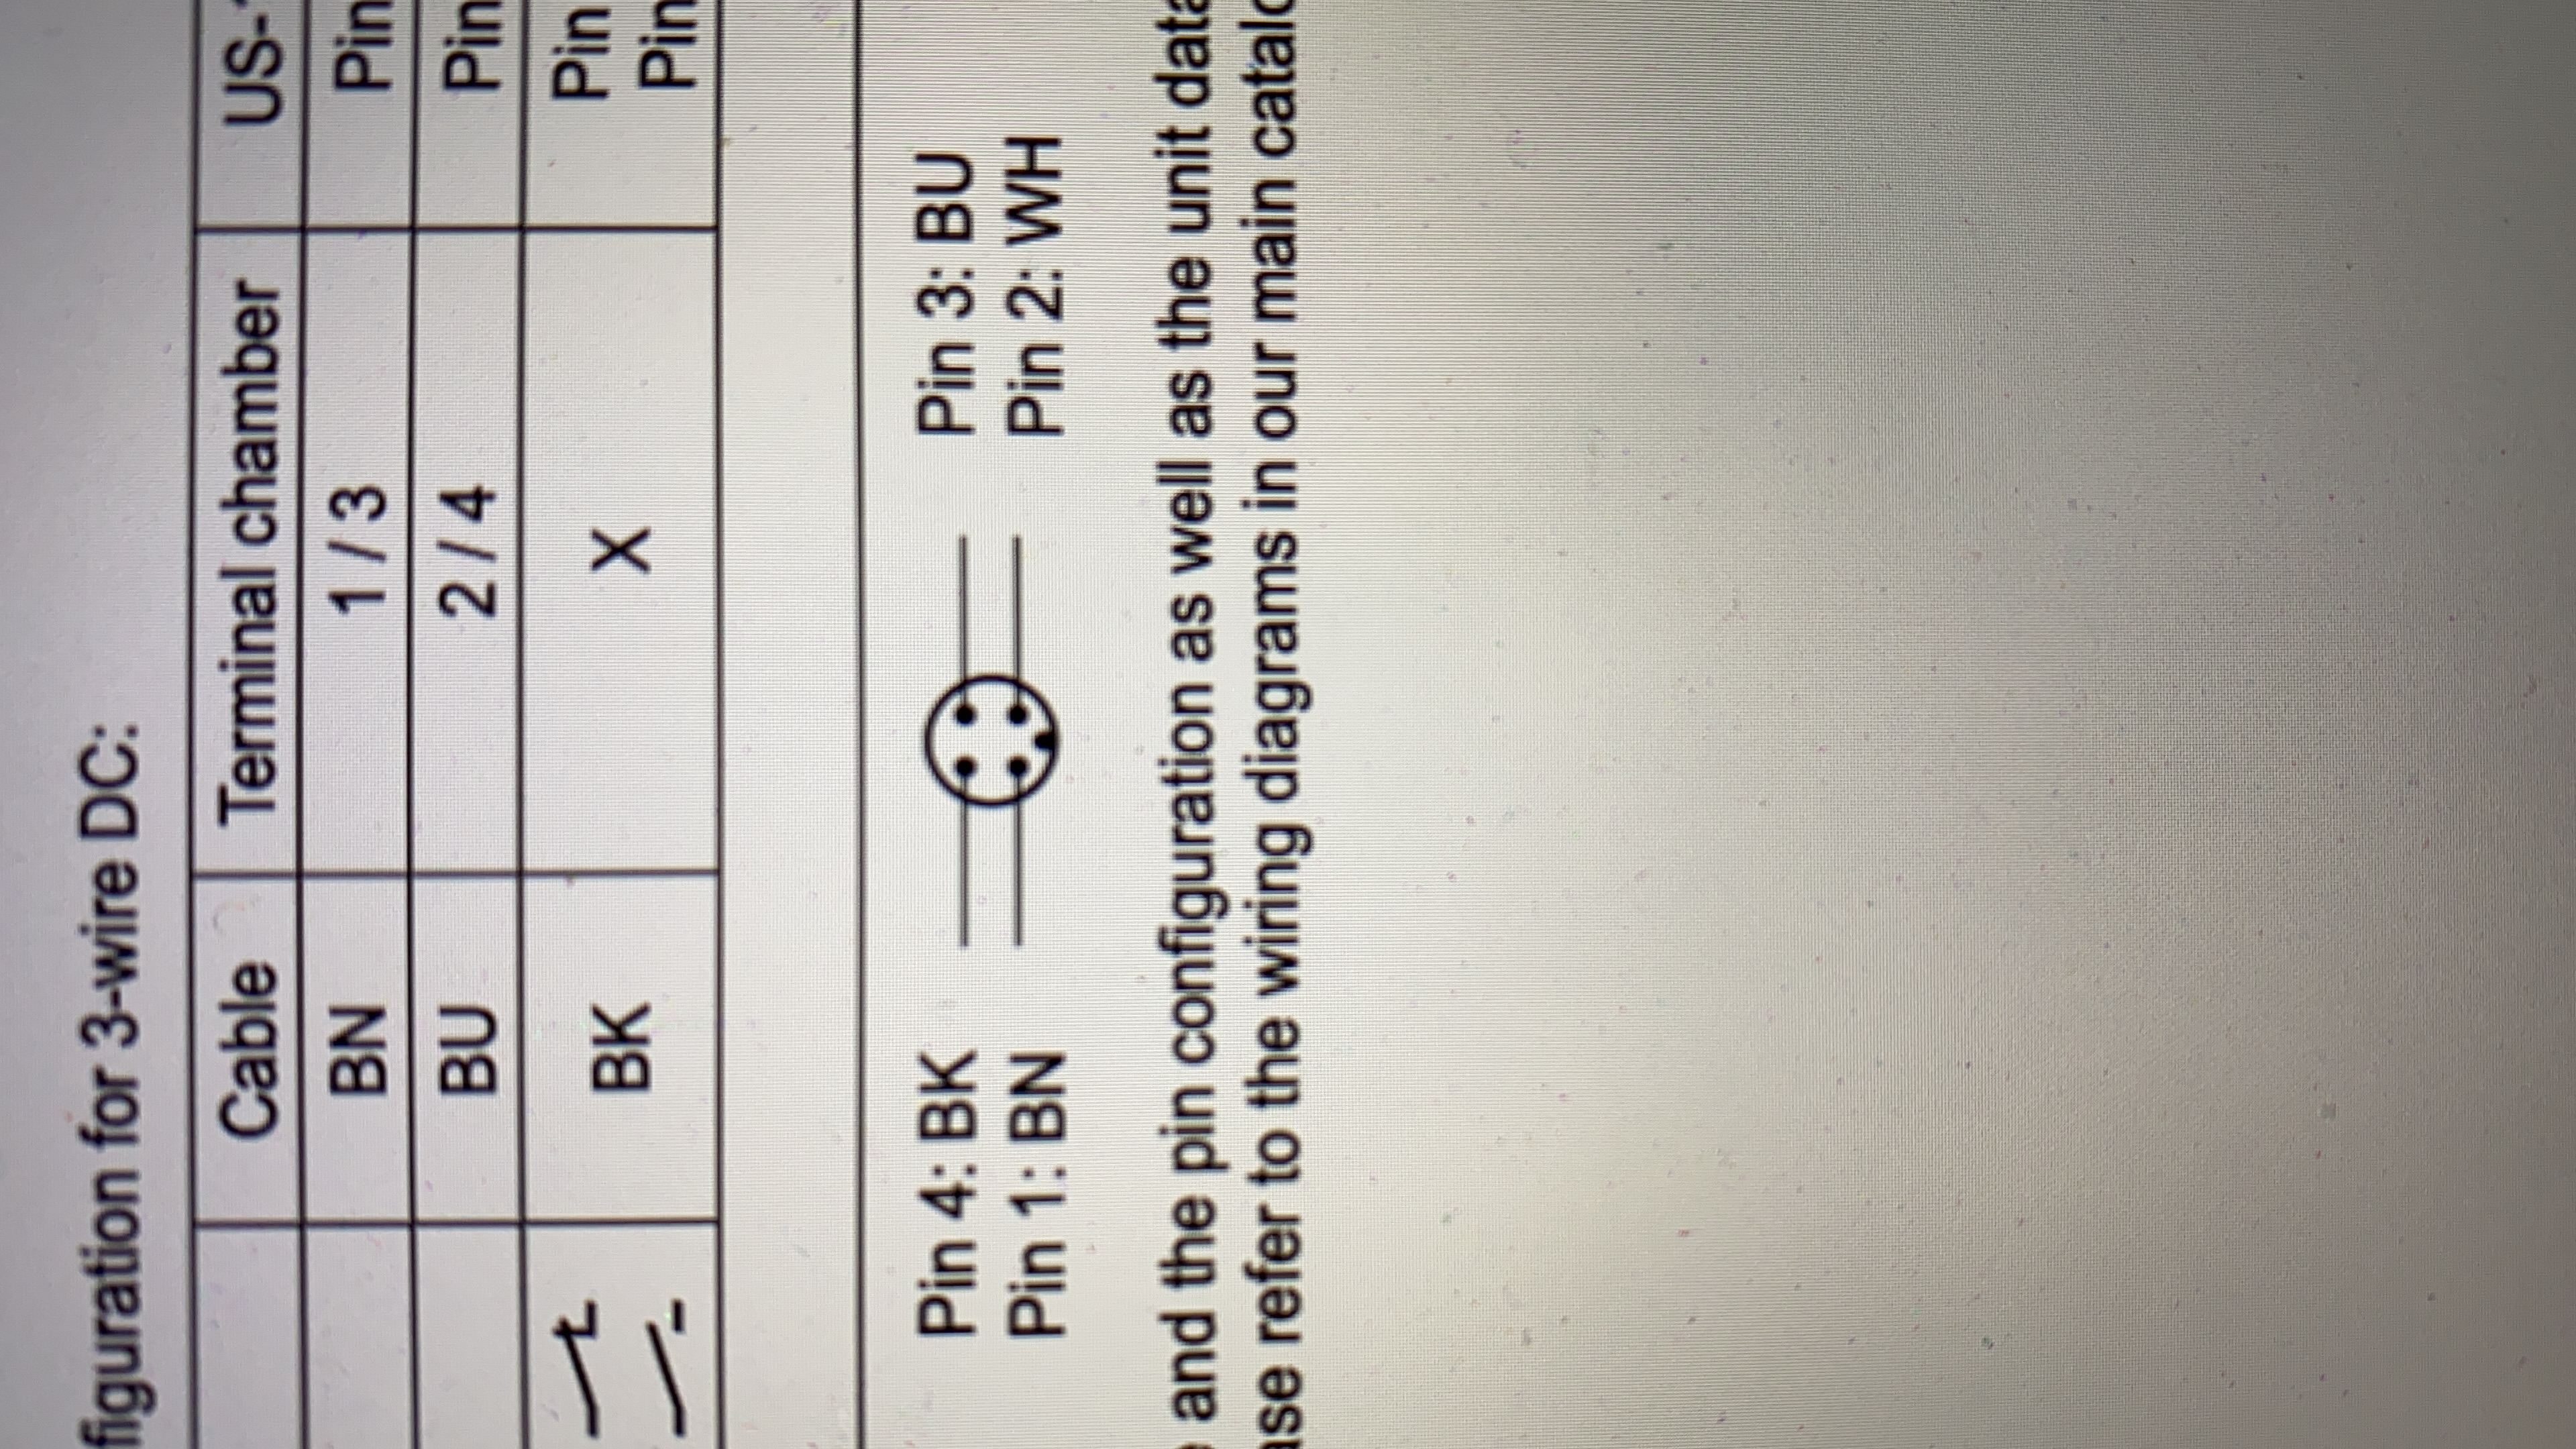 figuration for 3-wire DC:
Cable Terminal chamber US-
BN 1 / 3 Pin
BU 2 / 4 Pin
BK X Pin
Pin
Pin 4: BK Pin 3: BU
Pin 1: BN Pin 2: WH
and the pin configuration as well as the unit data
ase refer to the wiring diagrams in our main catalo